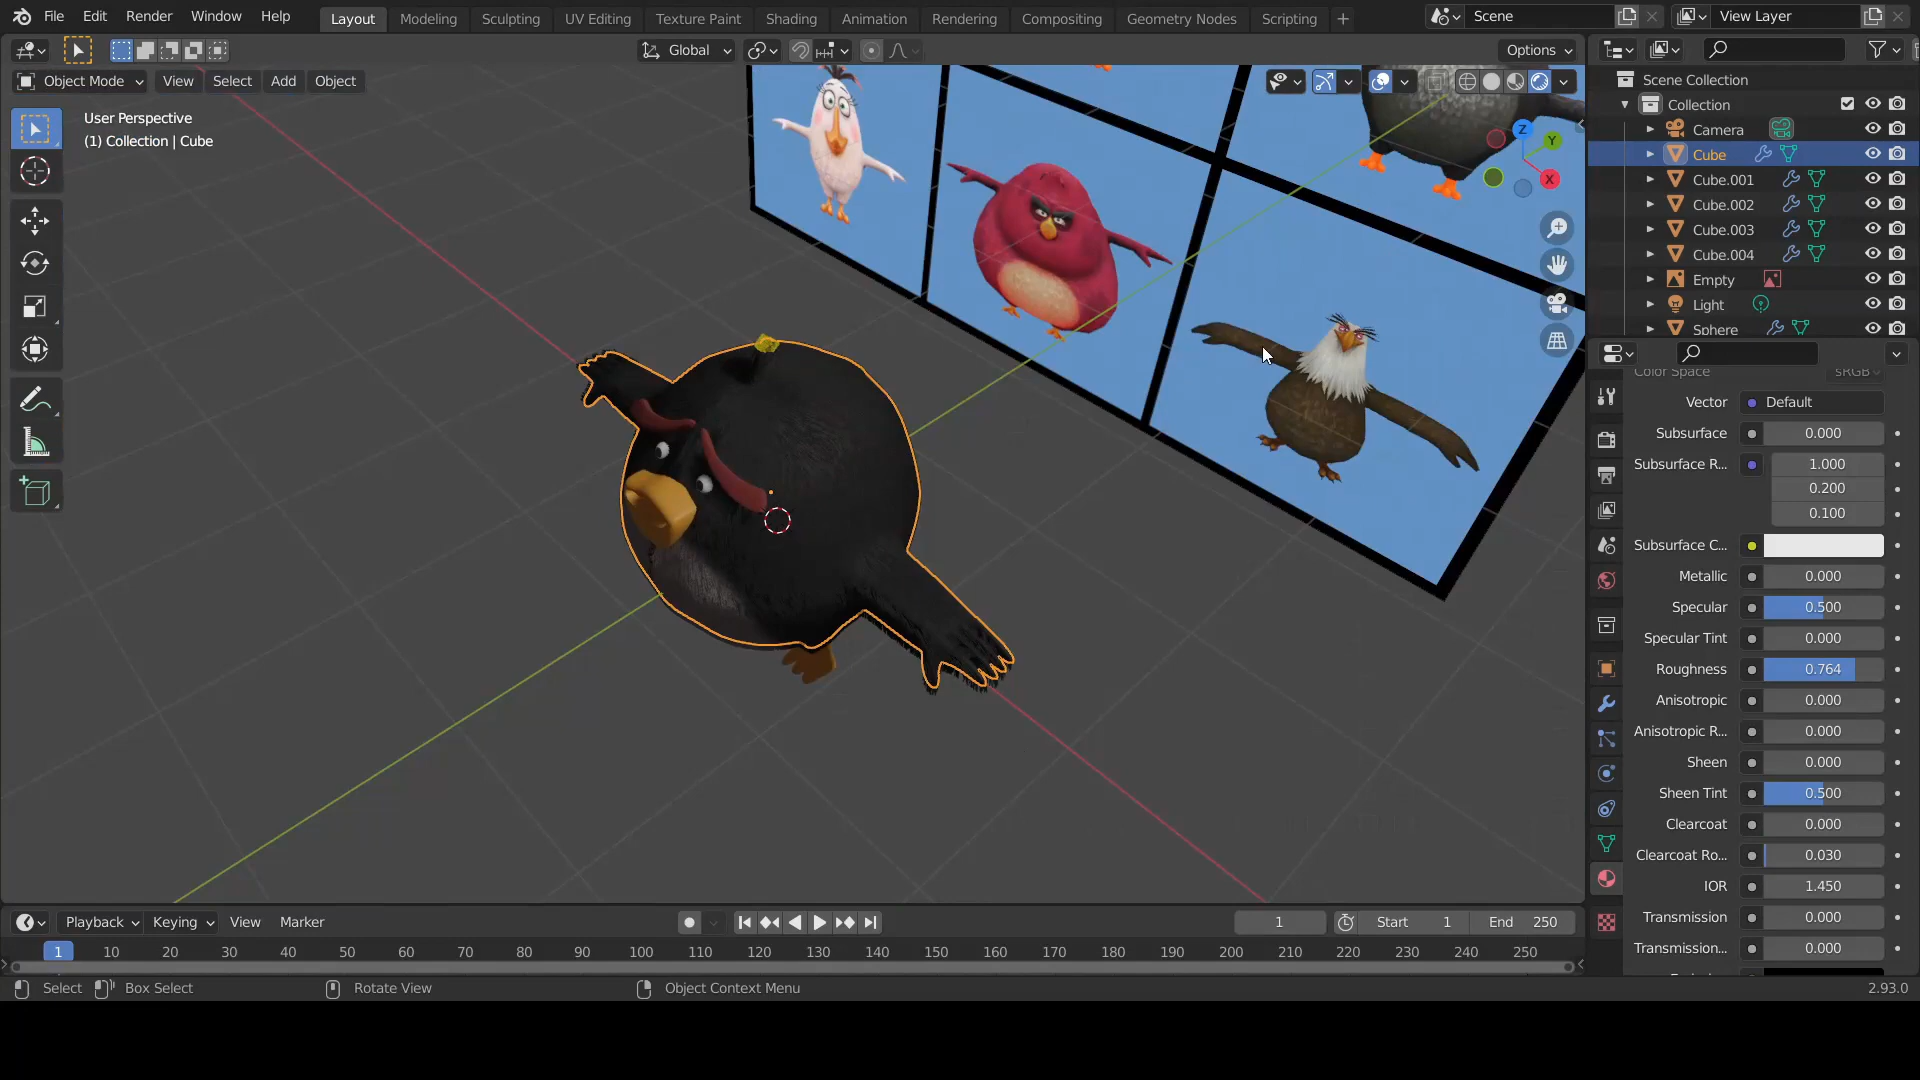 File Edit Render Window Help Layout Modeling Sculpting UV Editing Texture Paint Shading Animation Rendering Compositing Geometry Nodes Scripting + Scene View Layer
Global Options
Object Mode View Select Add Object
User Perspective
(1) Collection | Cube
Z
Y
X
Scene Collection
Collection
Camera
Cube
Cube.001
Cube.002
Cube.003
Cube.004
Empty
Light
Sphere
Color Space sRGB
Vector Default
Subsurface 0.000
Subsurface R... 1.000
0.200
0.100
Subsurface C...
Metallic 0.000
Specular 0.500
Specular Tint 0.000
Roughness 0.764
Anisotropic 0.000
Anisotropic R... 0.000
Sheen 0.000
Sheen Tint 0.500
Clearcoat 0.000
Clearcoat Ro... 0.030
IOR 1.450
Transmission 0.000
Transmission... 0.000
Playback Keying View Marker 1 Start 1 End 250
1 10 20 30 40 50 60 70 80 90 100 110 120 130 140 150 160 170 180 190 200 210 220 230 240 250
Select Box Select Rotate View Object Context Menu 2.93.0